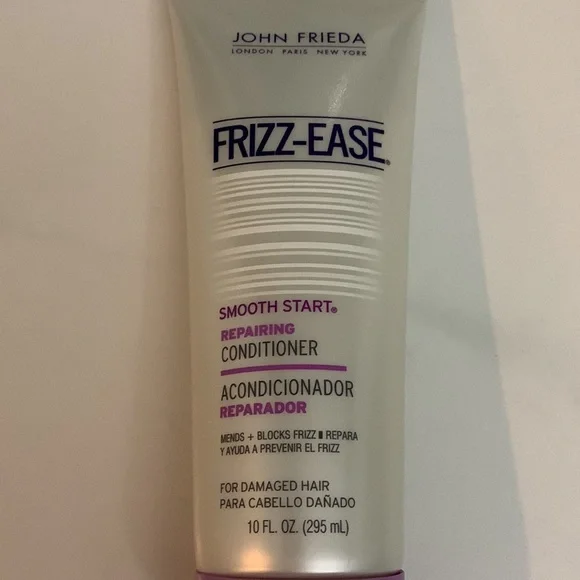 JOHN FRIEDA
LONDON PARIS NEW YORK
FRIZZ-EASE®
SMOOTH START®
REPAIRING
CONDITIONER
ACONDICIONADOR
REPARADOR
MENDS + BLOCKS FRIZZ ▮ REPARA
Y AYUDA A PREVENIR EL FRIZZ
FOR DAMAGED HAIR
PARA CABELLO DAÑADO
10 FL. OZ. (295 mL)